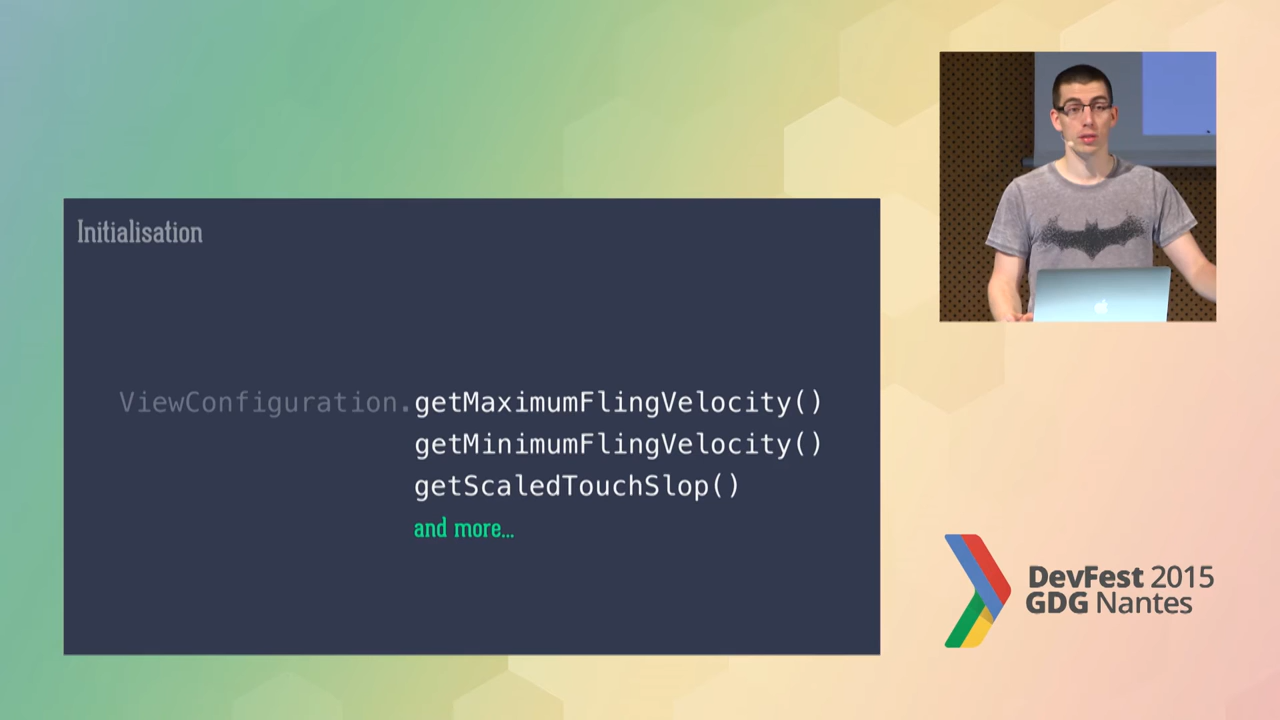 Initialisation
ViewConfiguration.getMaximumFlingVelocity()
getMinimumFlingVelocity()
getScaledTouchSlop()
and more...
DevFest 2015
GDG Nantes